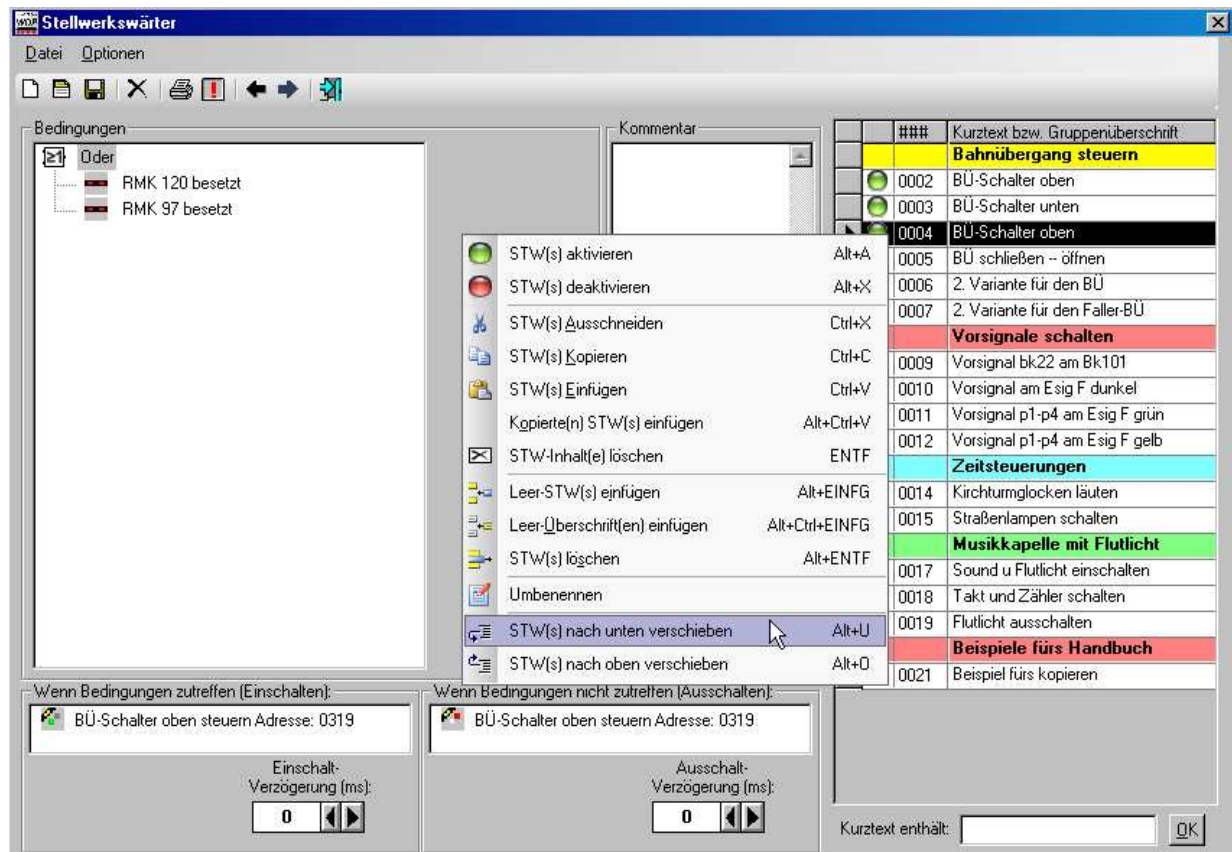 Stellwerkswärter
Datei Optionen
Bedingungen
≥1 Oder
RMK 120 besetzt
RMK 97 besetzt
Kommentar
STW(s) aktivieren Alt+A
STW(s) deaktivieren Alt+X
STW(s) Ausschneiden Ctrl+X
STW(s) Kopieren Ctrl+C
STW(s) Einfügen Ctrl+V
Kopierte(n) STW(s) einfügen Alt+Ctrl+V
STW-Inhalt(e) löschen ENTF
Leer-STW(s) einfügen Alt+EINFG
Leer-Überschrift(en) einfügen Alt+Ctrl+EINFG
STW(s) löschen Alt+ENTF
Umbenennen
STW(s) nach unten verschieben Alt+U
STW(s) nach oben verschieben Alt+O
### Kurztext bzw. Gruppenüberschrift
Bahnübergang steuern
0002 BÜ-Schalter oben
0003 BÜ-Schalter unten
0004 BÜ-Schalter oben
0005 BÜ schließen -- öffnen
0006 2. Variante für den BÜ
0007 2. Variante für den Faller-BÜ
Vorsignale schalten
0009 Vorsignal bk22 am Bk101
0010 Vorsignal am Esig F dunkel
0011 Vorsignal p1-p4 am Esig F grün
0012 Vorsignal p1-p4 am Esig F gelb
Zeitsteuerungen
0014 Kirchturmglocken läuten
0015 Straßenlampen schalten
Musikkapelle mit Flutlicht
0017 Sound u Flutlicht einschalten
0018 Takt und Zähler schalten
0019 Flutlicht ausschalten
Beispiele fürs Handbuch
0021 Beispiel fürs kopieren
Wenn Bedingungen zutreffen (Einschalten):
BÜ-Schalter oben steuern Adresse: 0319
Einschalt-
Verzögerung (ms):
0
Wenn Bedingungen nicht zutreffen (Ausschalten):
BÜ-Schalter oben steuern Adresse: 0319
Ausschalt-
Verzögerung (ms):
0
Kurztext enthält: OK